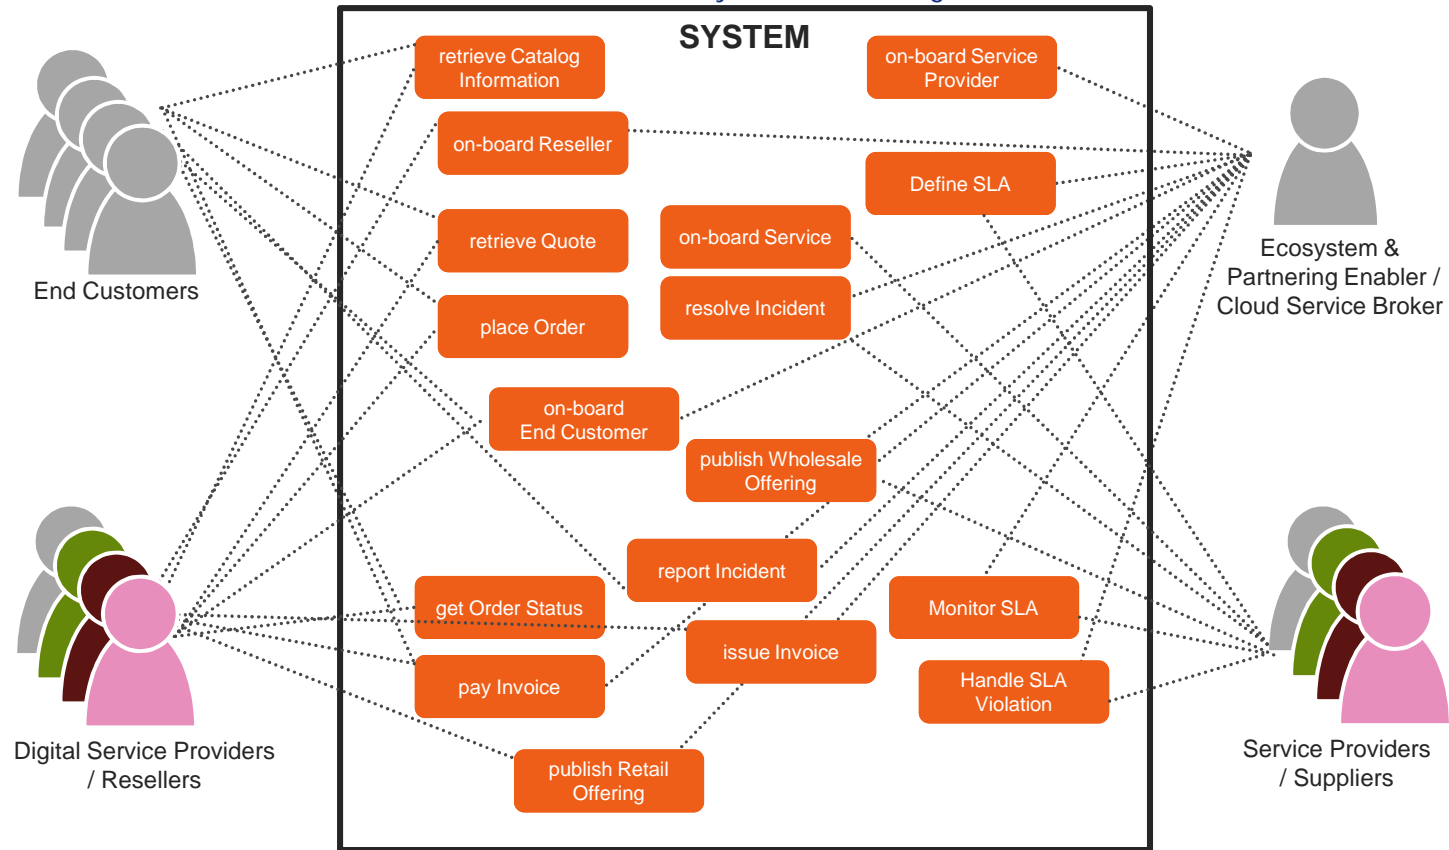 SYSTEM
retrieve Catalog
Information
on-board Service
Provider
on-board Reseller
Define SLA
retrieve Quote
on-board Service
End Customers
Ecosystem &
Partnering Enabler /
Cloud Service Broker
resolve Incident
place Order
on-board
End Customer
publish Wholesale
Offering
report Incident
get Order Status
Monitor SLA
issue Invoice
pay Invoice
Handle SLA
Violation
Digital Service Providers
/ Resellers
Service Providers
/ Suppliers
publish Retail
Offering